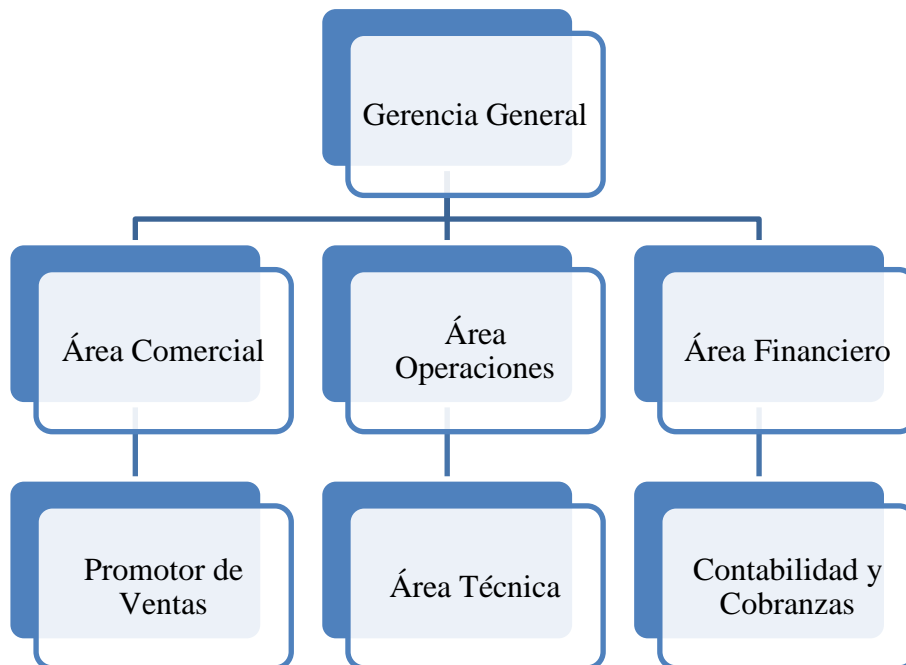 Gerencia General
Área Comercial
Área
Operaciones
Área Financiero
Promotor de
Ventas
Área Técnica
Contabilidad y
Cobranzas